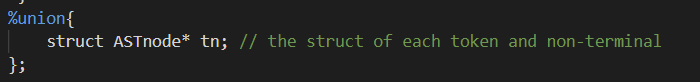 %union{
struct ASTnode* tn; // the struct of each token and non-terminal
};